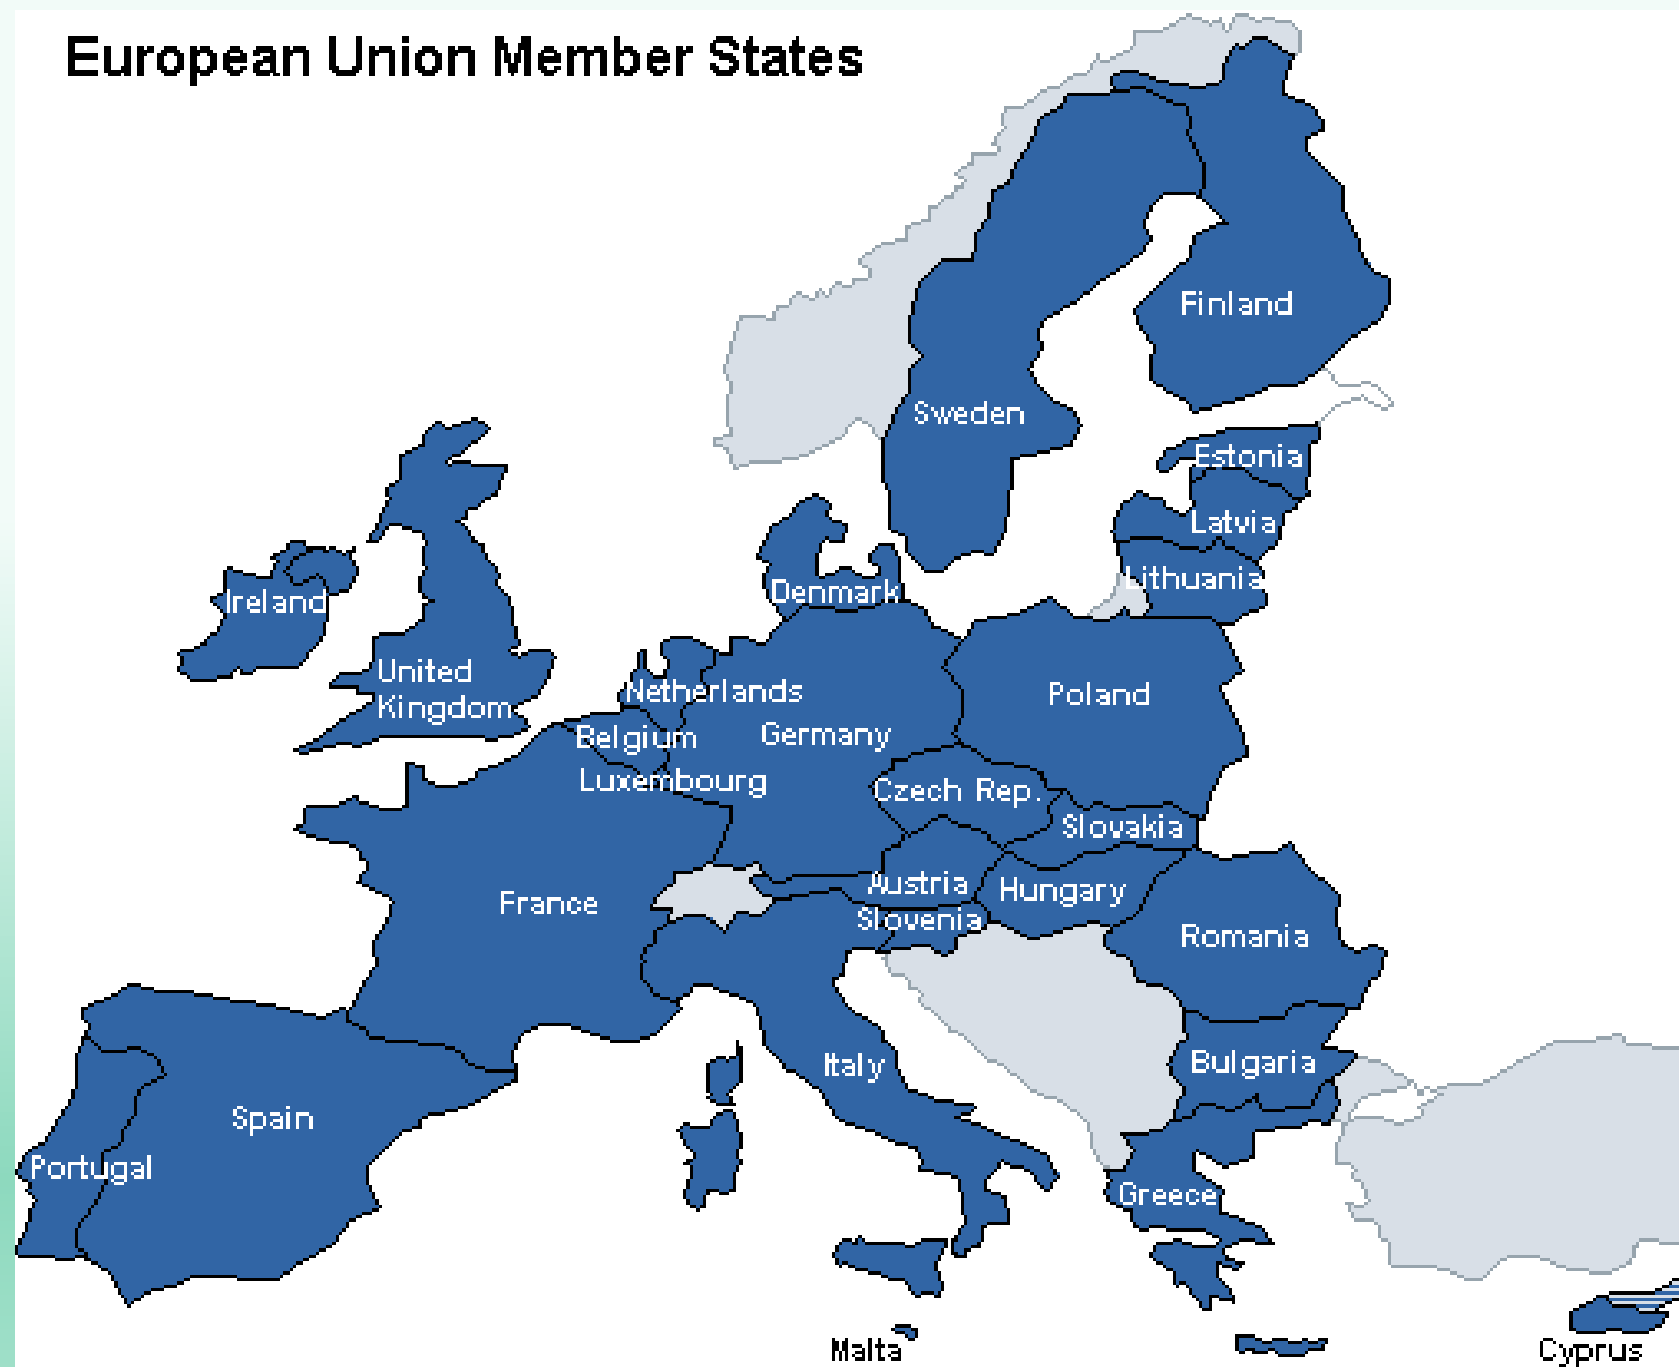 European Union Member States
Finland
Sweden
Estonia
Latvia
Lithuania
Denmark
Ireland
United
Kingdom
Netherlands
Poland
Belgium
Germany
Luxembourg
Czech Rep.
Slovakia
Austria
Hungary
France
Slovenia
Romania
Italy
Bulgaria
Spain
Portugal
Greece
Malta
Cyprus